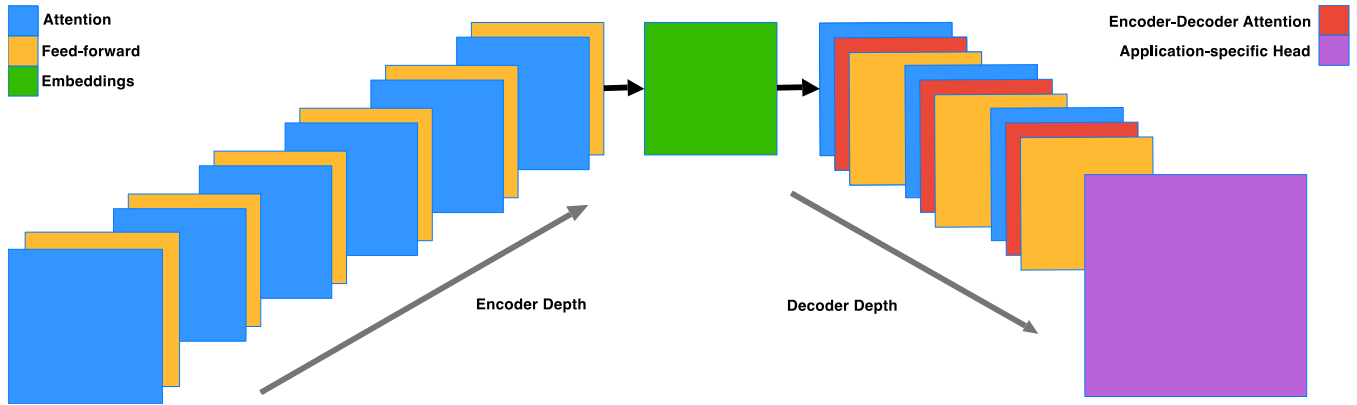 Attention
Feed-forward
Embeddings
Encoder-Decoder Attention
Application-specific Head
Encoder Depth
Decoder Depth